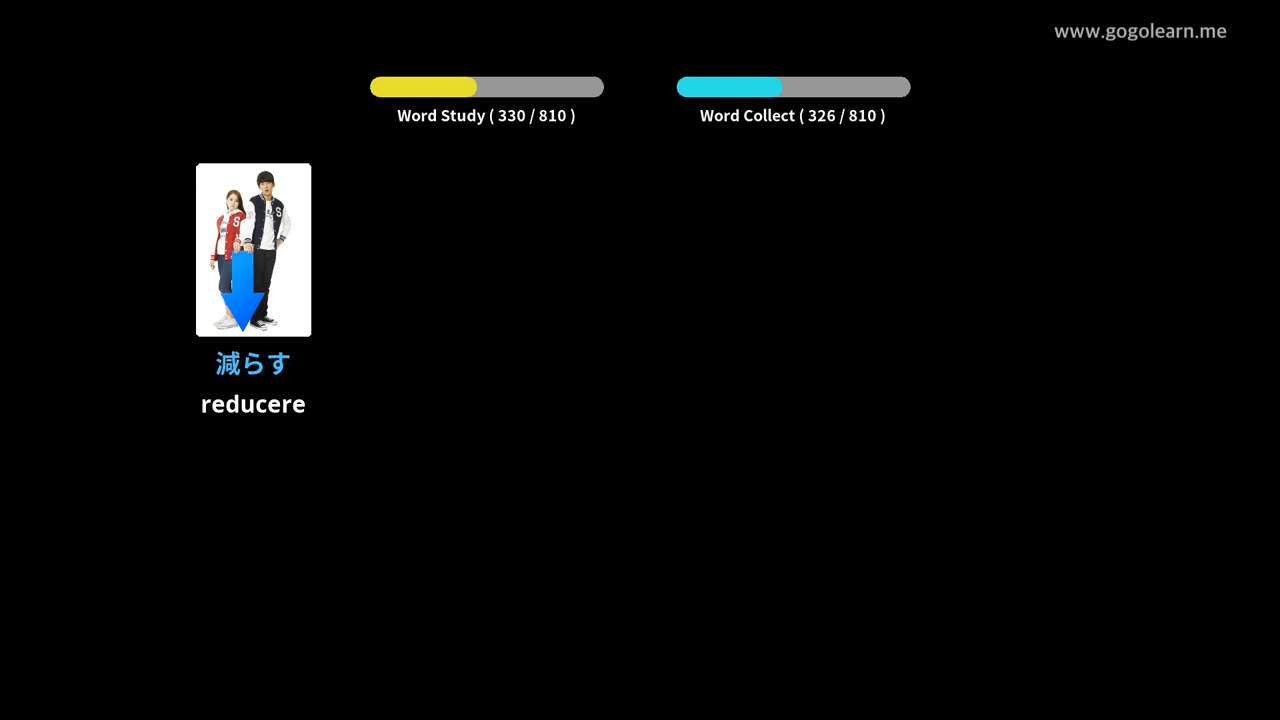 www.gogolearn.me
Word Study ( 330 / 810 )
Word Collect ( 326 / 810 )
S
S
減らす
reducere